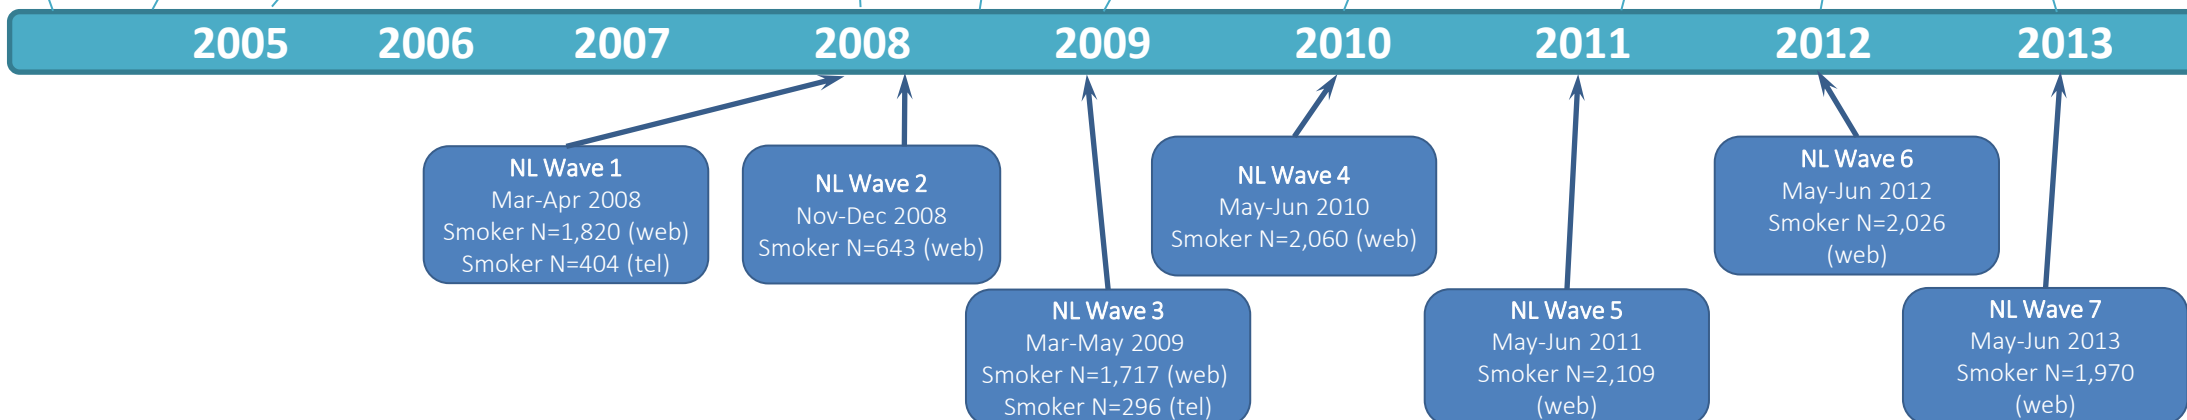 2005 2006 2007 2008 2009 2010 2011 2012 2013
NL Wave 1
Mar-Apr 2008
Smoker N=1,820 (web)
Smoker N=404 (tel)
NL Wave 2
Nov-Dec 2008
Smoker N=643 (web)
NL Wave 3
Mar-May 2009
Smoker N=1,717 (web)
Smoker N=296 (tel)
NL Wave 4
May-Jun 2010
Smoker N=2,060 (web)
NL Wave 5
May-Jun 2011
Smoker N=2,109
(web)
NL Wave 6
May-Jun 2012
Smoker N=2,026
(web)
NL Wave 7
May-Jun 2013
Smoker N=1,970
(web)